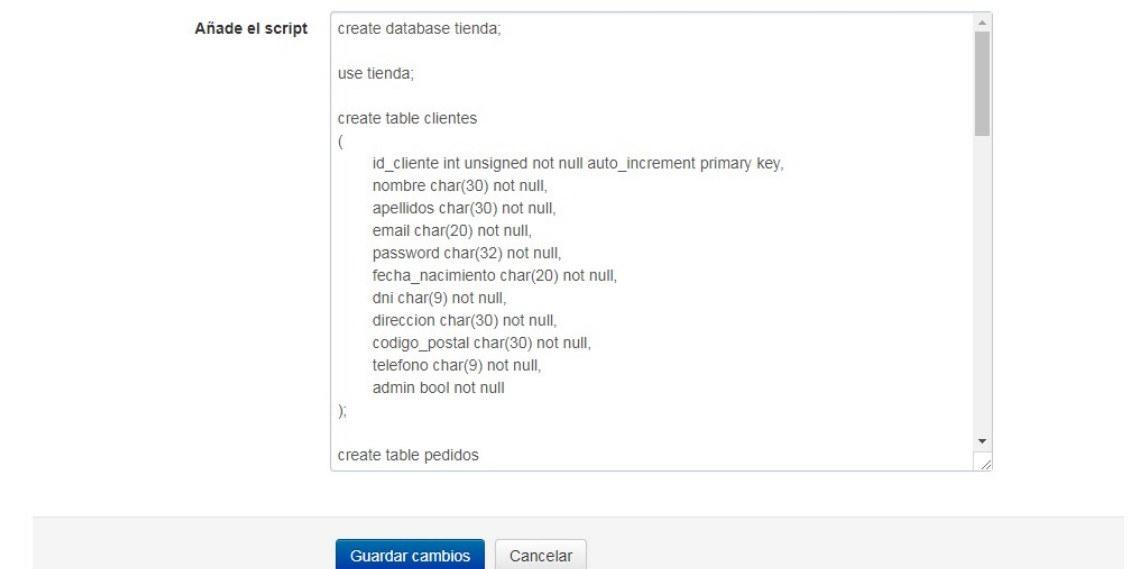 Añade el script
create database tienda;
use tienda;
create table clientes
(
id_cliente int unsigned not null auto_increment primary key,
nombre char(30) not null,
apellidos char(30) not null,
email char(20) not null,
password char(32) not null,
fecha_nacimiento char(20) not null,
dni char(9) not null,
direccion char(30) not null,
codigo_postal char(30) not null,
telefono char(9) not null,
admin bool not null
);
create table pedidos
Guardar cambios
Cancelar